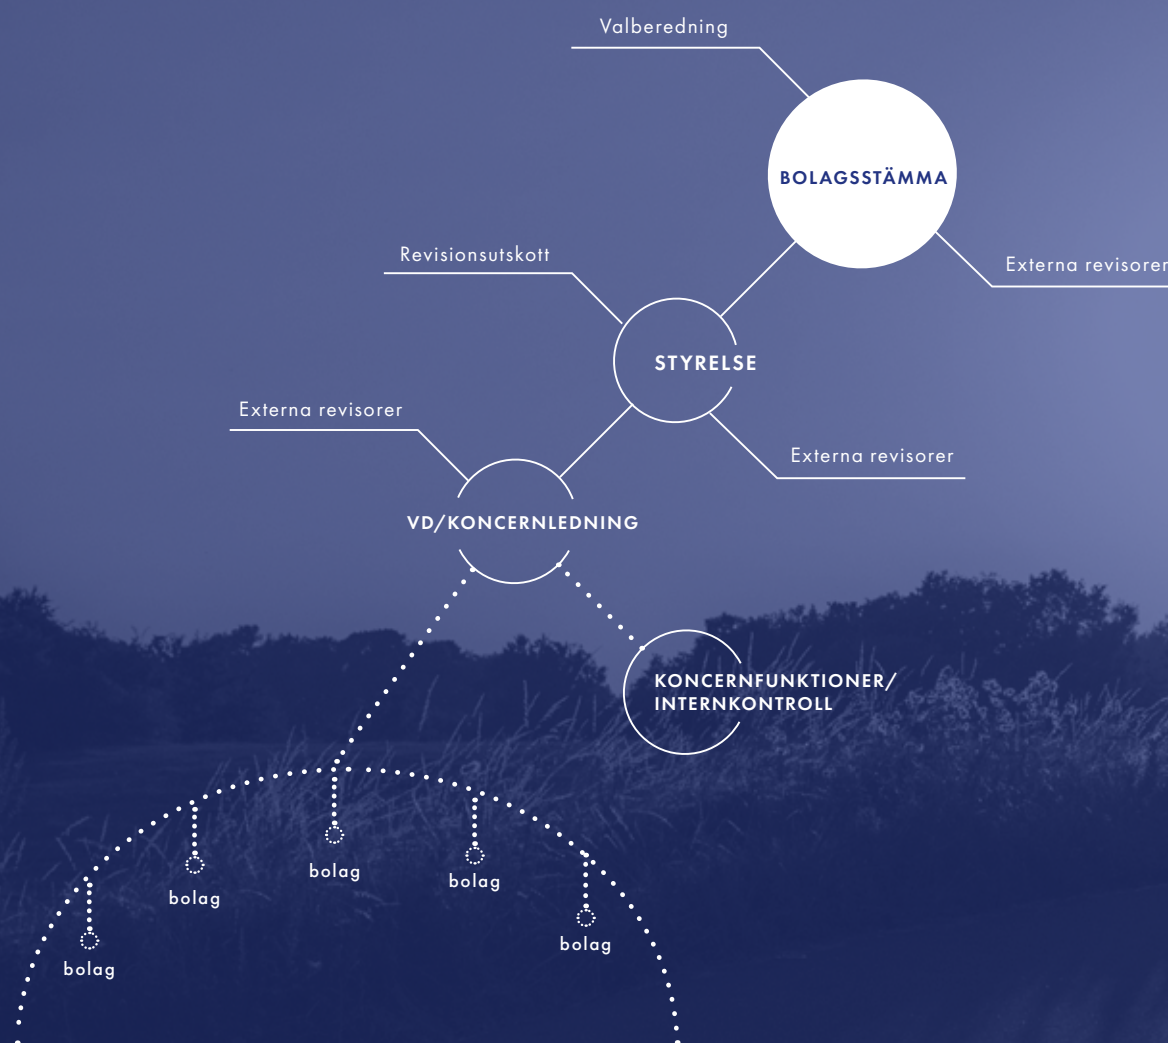 Valberedning
BOLAGSSTÄMMA
Revisionsutskott
Externa revisorer
STYRELSE
Externa revisorer
Externa revisorer
VD/KONCERNLEDNING
KONCERNFUNKTIONER/
INTERNKONTROLL
bolag
bolag
bolag
bolag
bolag